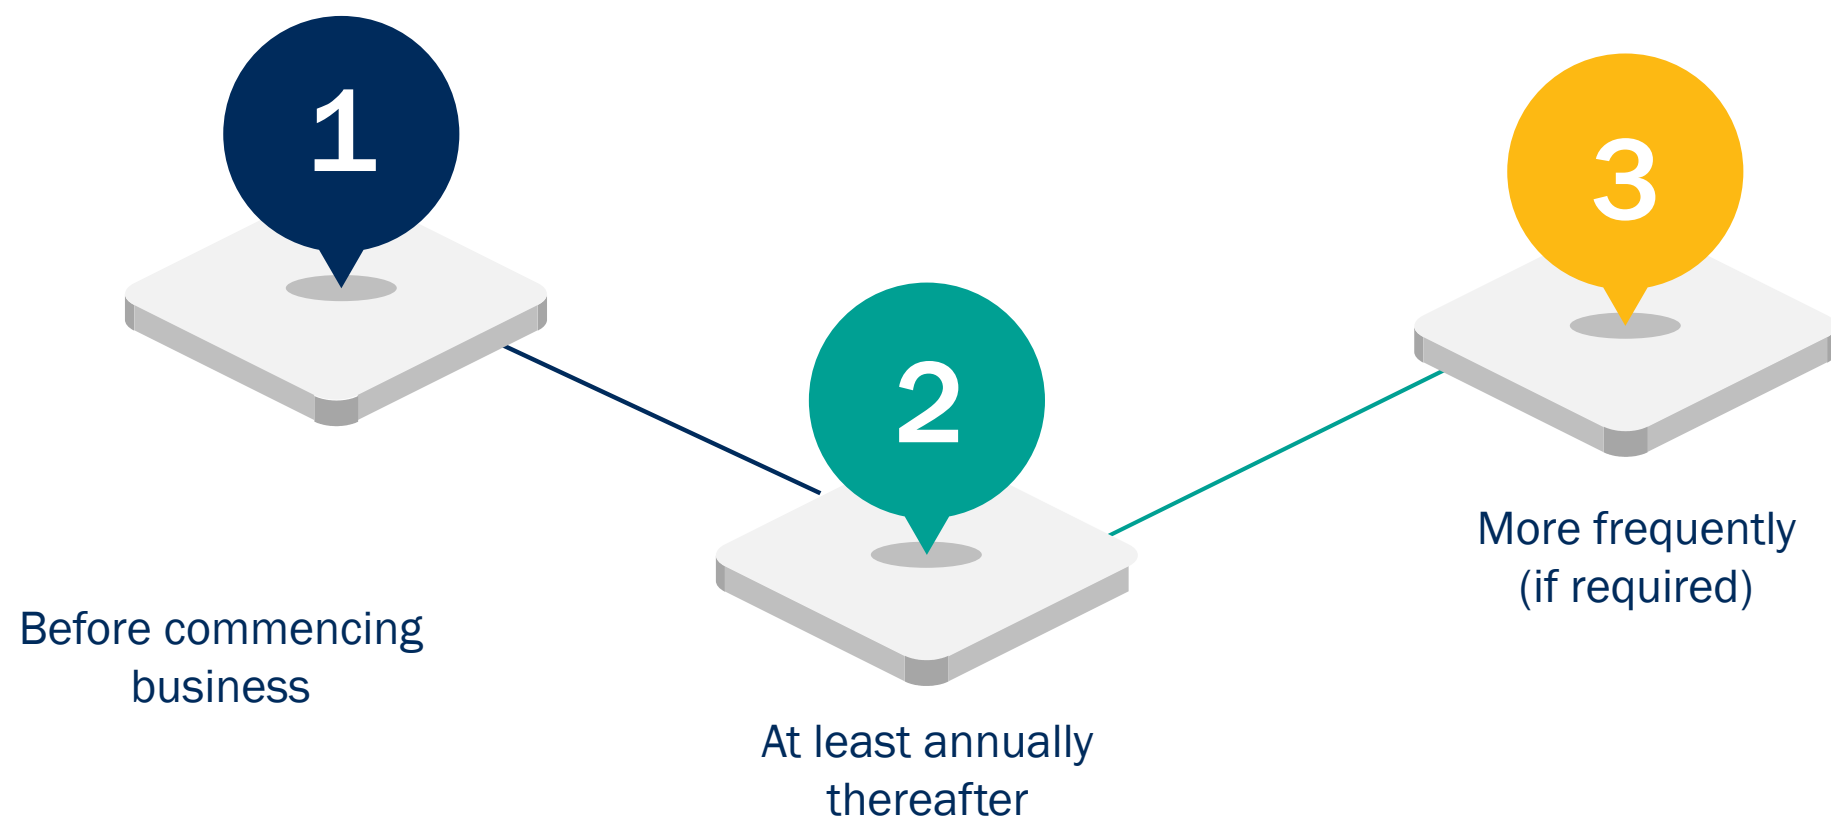 1
Before commencing
business
2
At least annually
thereafter
3
More frequently
(if required)